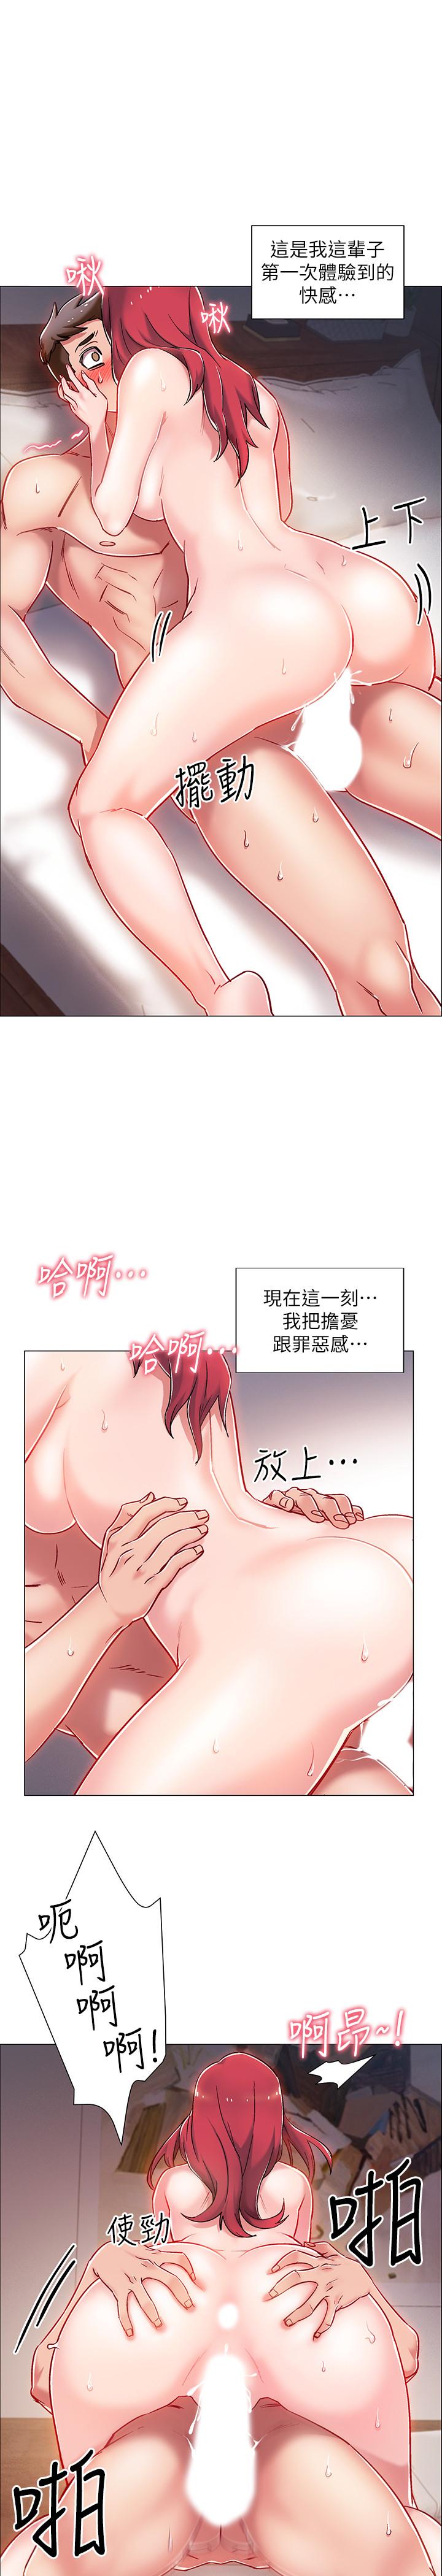 這是我這輩子
第一次體驗到的
快感…
啾
啾
上下
擺動
哈啊…
現在這一刻…
我把擔憂
跟罪惡感…
哈啊…
放上…
呃
啊
啊
啊!
啊昂~!
使勁
啪
啪